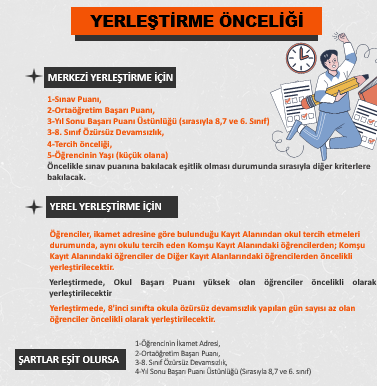 YERLEŞTİRME ÖNCELİĞİ
MERKEZİ YERLEŞTİRME İÇİN
1-Sınav Puanı,
2-Ortaöğretim Başarı Puanı,
3-Yıl Sonu Başarı Puanı Üstünlüğü (sırasıyla 8,7 ve 6. Sınıf)
3-8. Sınıf Özürsüz Devamsızlık,
4-Tercih önceliği,
5-Öğrencinin Yaşı (küçük olana)
Öncelikle sınav puanına bakılacak eşitlik olması durumunda sırasıyla diğer kriterlere
bakılacak.
YEREL YERLEŞTİRME İÇİN
Öğrenciler, ikamet adresine göre bulunduğu Kayıt Alanından okul tercih etmeleri
durumunda, aynı okulu tercih eden Komşu Kayıt Alanındaki öğrencilerden; Komşu
Kayıt Alanındaki öğrenciler de Diğer Kayıt Alanlarındaki öğrencilerden öncelikli
yerleştirilecektir.
Yerleştirmede, Okul Başarı Puanı yüksek olan öğrenciler öncelikli olarak
yerleştirilecektir
Yerleştirmede, 8'inci sınıfta okula özürsüz devamsızlık yapılan gün sayısı az olan
öğrenciler öncelikli olarak yerleştirilecektir.
ŞARTLAR EŞİT OLURSA
1-Öğrencinin İkamet Adresi,
2-Ortaöğretim Başarı Puanı,
3-8. Sınıf Özürsüz Devamsızlık,
4-Yıl Sonu Başarı Puanı Üstünlüğü (Sırasıyla 8,7 ve 6. sınıf)